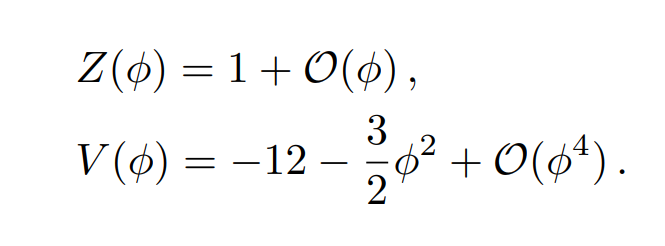 Z(ϕ) = 1 + 𝒪(ϕ) ,
V(ϕ) = −12 − 3/2 ϕ² + 𝒪(ϕ⁴) .